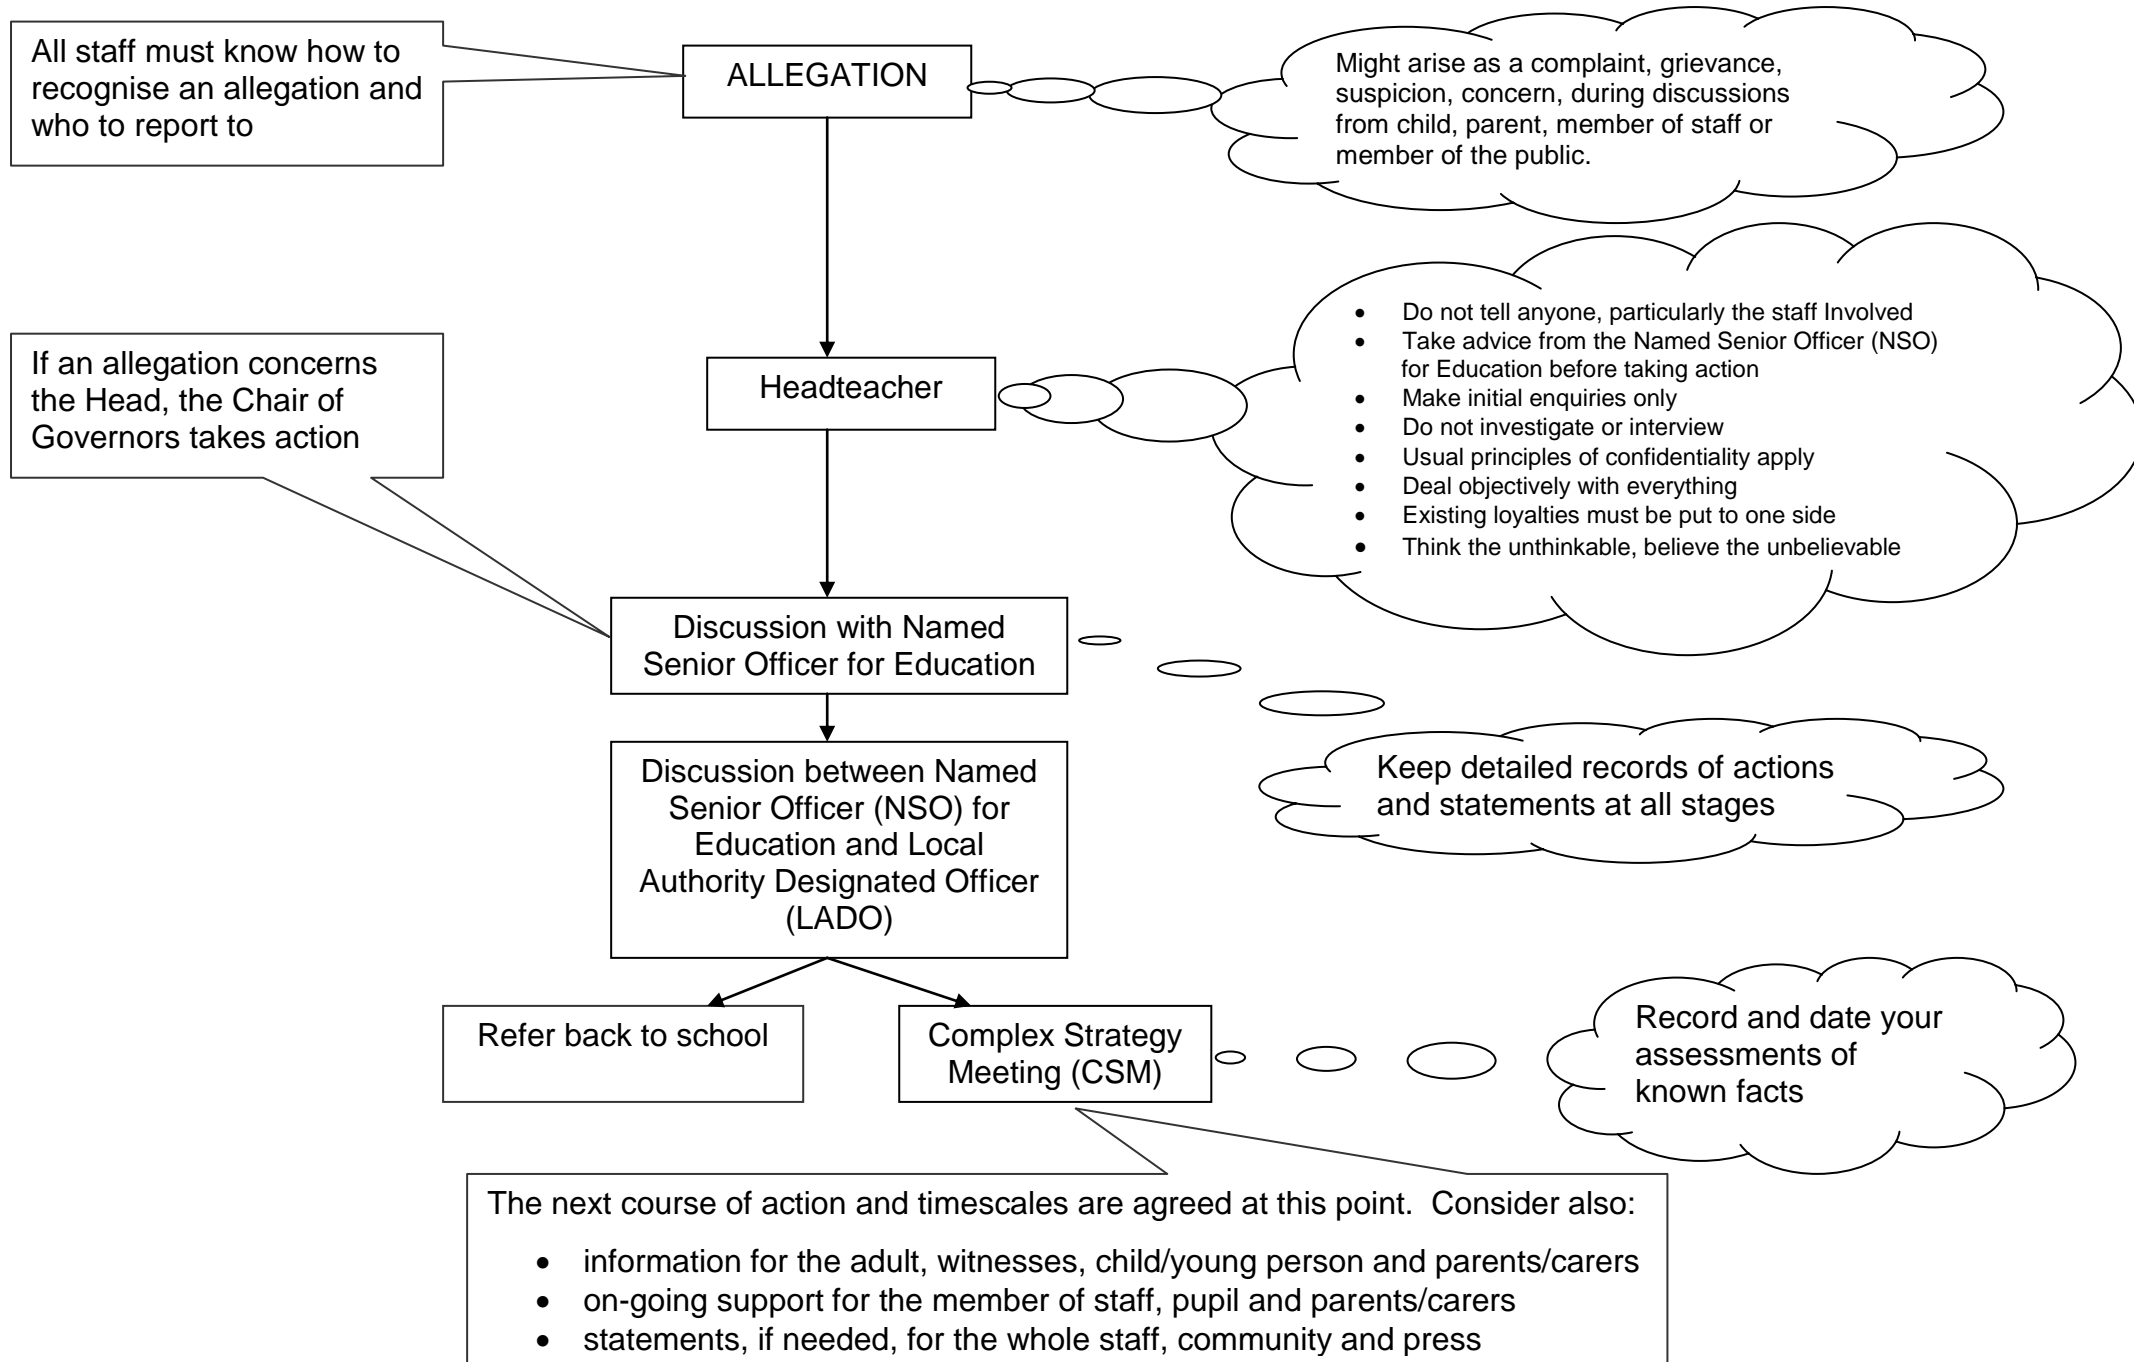 All staff must know how to
recognise an allegation and
who to report to
ALLEGATION
Might arise as a complaint, grievance,
suspicion, concern, during discussions
from child, parent, member of staff or
member of the public.
If an allegation concerns
the Head, the Chair of
Governors takes action
Headteacher
• Do not tell anyone, particularly the staff Involved
• Take advice from the Named Senior Officer (NSO)
for Education before taking action
• Make initial enquiries only
• Do not investigate or interview
• Usual principles of confidentiality apply
• Deal objectively with everything
• Existing loyalties must be put to one side
• Think the unthinkable, believe the unbelievable
Discussion with Named
Senior Officer for Education
Discussion between Named
Senior Officer (NSO) for
Education and Local
Authority Designated Officer
(LADO)
Keep detailed records of actions
and statements at all stages
Refer back to school
Complex Strategy
Meeting (CSM)
Record and date your
assessments of
known facts
The next course of action and timescales are agreed at this point.  Consider also:
• information for the adult, witnesses, child/young person and parents/carers
• on-going support for the member of staff, pupil and parents/carers
• statements, if needed, for the whole staff, community and press